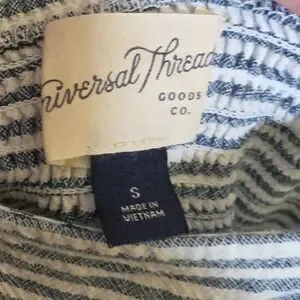 universal Thread
GOODS
CO.
S
MADE IN
VIETNAM